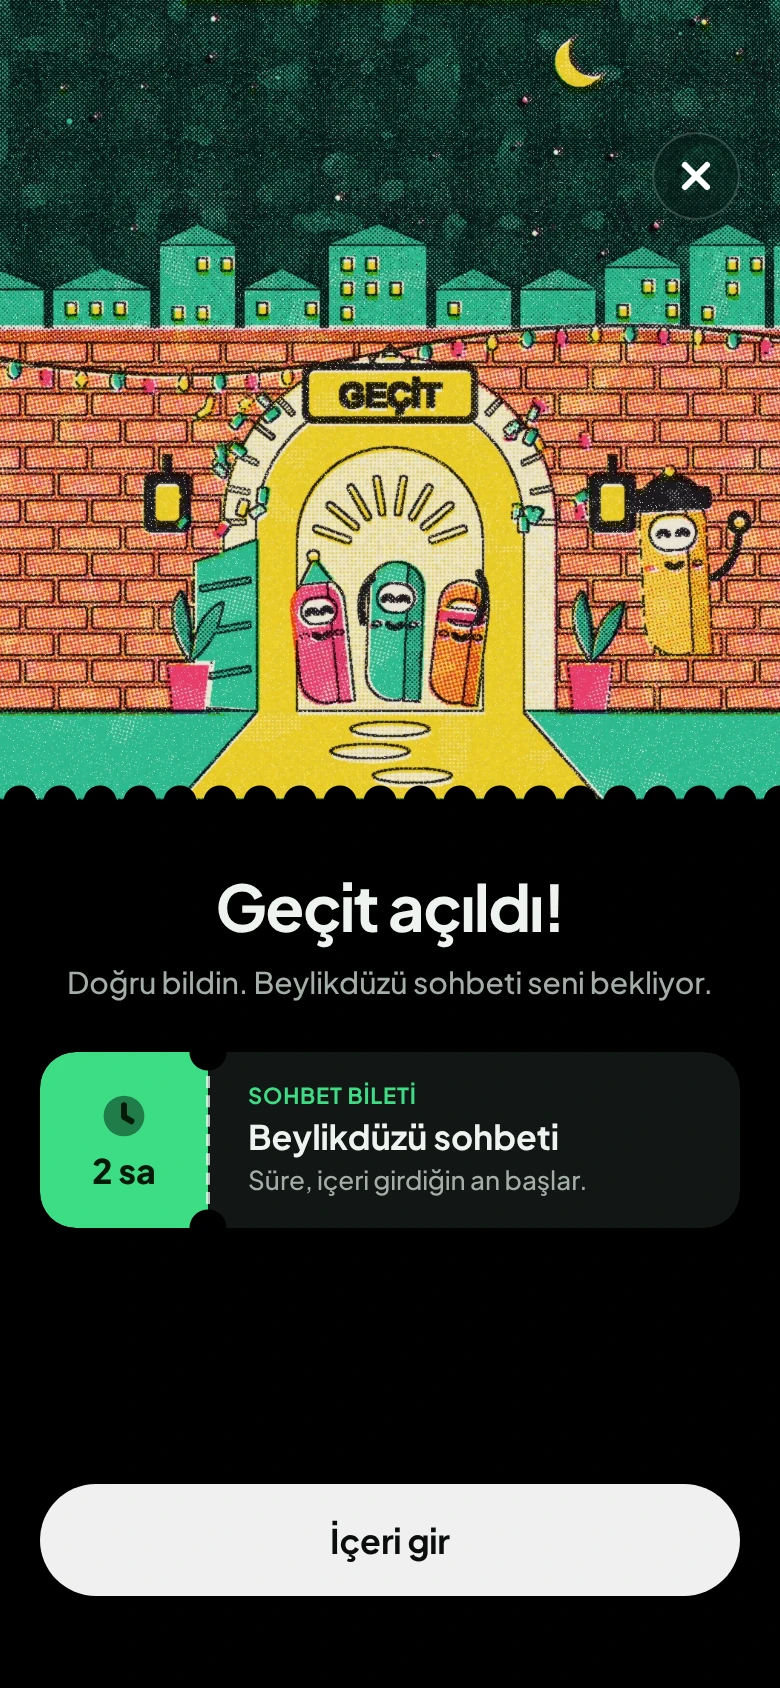 GEÇİT
Geçit açıldı!
Doğru bildin. Beylikdüzü sohbeti seni bekliyor.
2 sa
SOHBET BİLETİ
Beylikdüzü sohbeti
Süre, içeri girdiğin an başlar.
İçeri gir